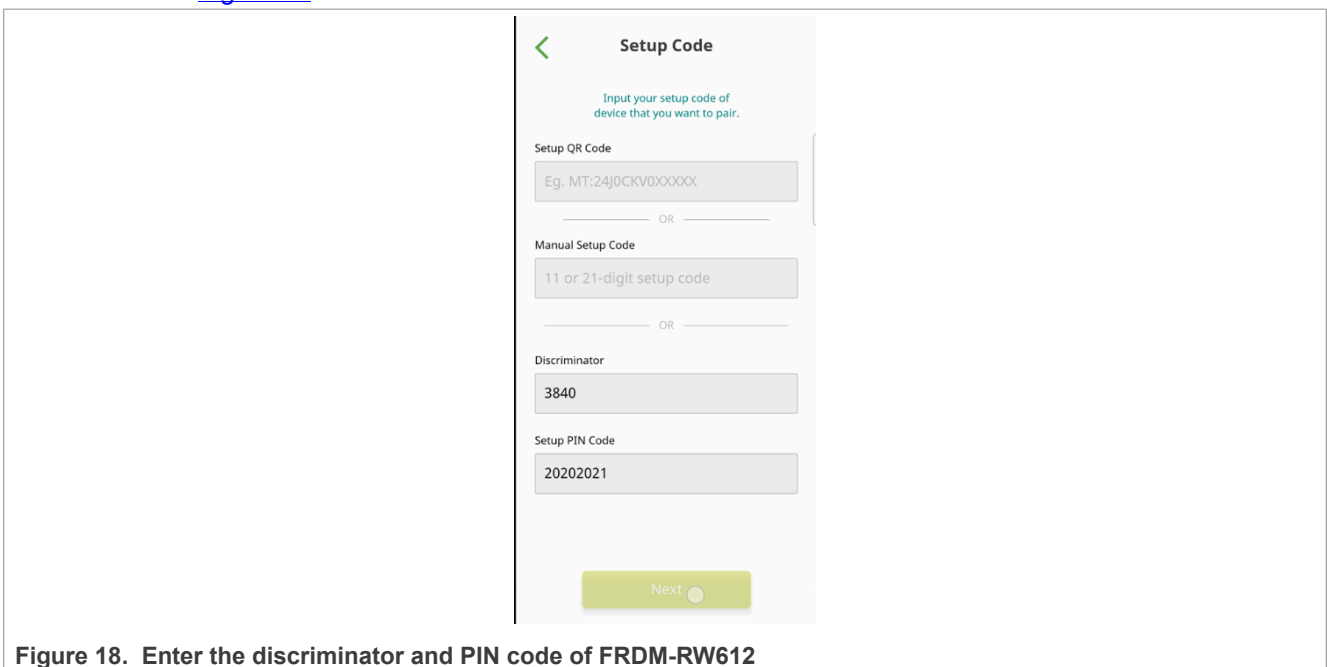 Setup Code
Input your setup code of
device that you want to pair.
Setup QR Code
Eg. MT:24J0CKV0XXXXX
OR
Manual Setup Code
11 or 21-digit setup code
OR
Discriminator
3840
Setup PIN Code
20202021
Next
Figure 18. Enter the discriminator and PIN code of FRDM-RW612